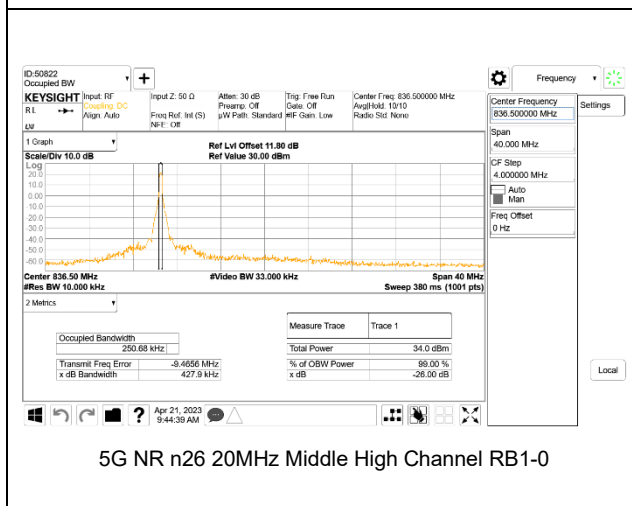 ID:50822
Occupied BW
+
Frequency
KEYSIGHT
Input: RF
Input Z: 50 Ω
Atten: 30 dB
Trig: Free Run
Center Freq: 836.500000 MHz
RL
Coupling: DC
Preamp: Off
Gate: Off
Avg|Hold: 10/10
Align: Auto
Freq Ref: Int (S)
µW Path: Standard
#IF Gain: Low
Radio Std: None
NFE: Off
Center Frequency
836.500000 MHz
Settings
Span
40.000 MHz
CF Step
4.000000 MHz
Auto
Man
Freq Offset
0 Hz
1 Graph
Ref Lvl Offset 11.80 dB
Scale/Div 10.0 dB
Ref Value 30.00 dBm
Log
20.0
10.0
0.00
-10.0
-20.0
-30.0
-40.0
-50.0
-60.0
Center 836.50 MHz
#Video BW 33.000 kHz
Span 40 MHz
#Res BW 10.000 kHz
Sweep 380 ms (1001 pts)
2 Metrics
Measure Trace
Trace 1
Occupied Bandwidth
250.68 kHz
Total Power
34.0 dBm
Transmit Freq Error
-9.4656 MHz
% of OBW Power
99.00 %
x dB Bandwidth
427.9 kHz
x dB
-26.00 dB
Local
?
Apr 21, 2023
9:44:39 AM
5G NR n26 20MHz Middle High Channel RB1-0